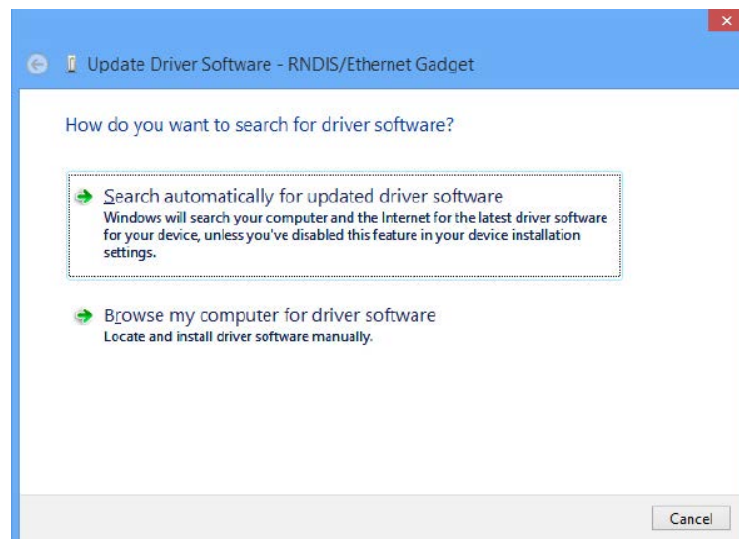 Update Driver Software - RNDIS/Ethernet Gadget
How do you want to search for driver software?
Search automatically for updated driver software
Windows will search your computer and the Internet for the latest driver software
for your device, unless you've disabled this feature in your device installation
settings.
Browse my computer for driver software
Locate and install driver software manually.
Cancel